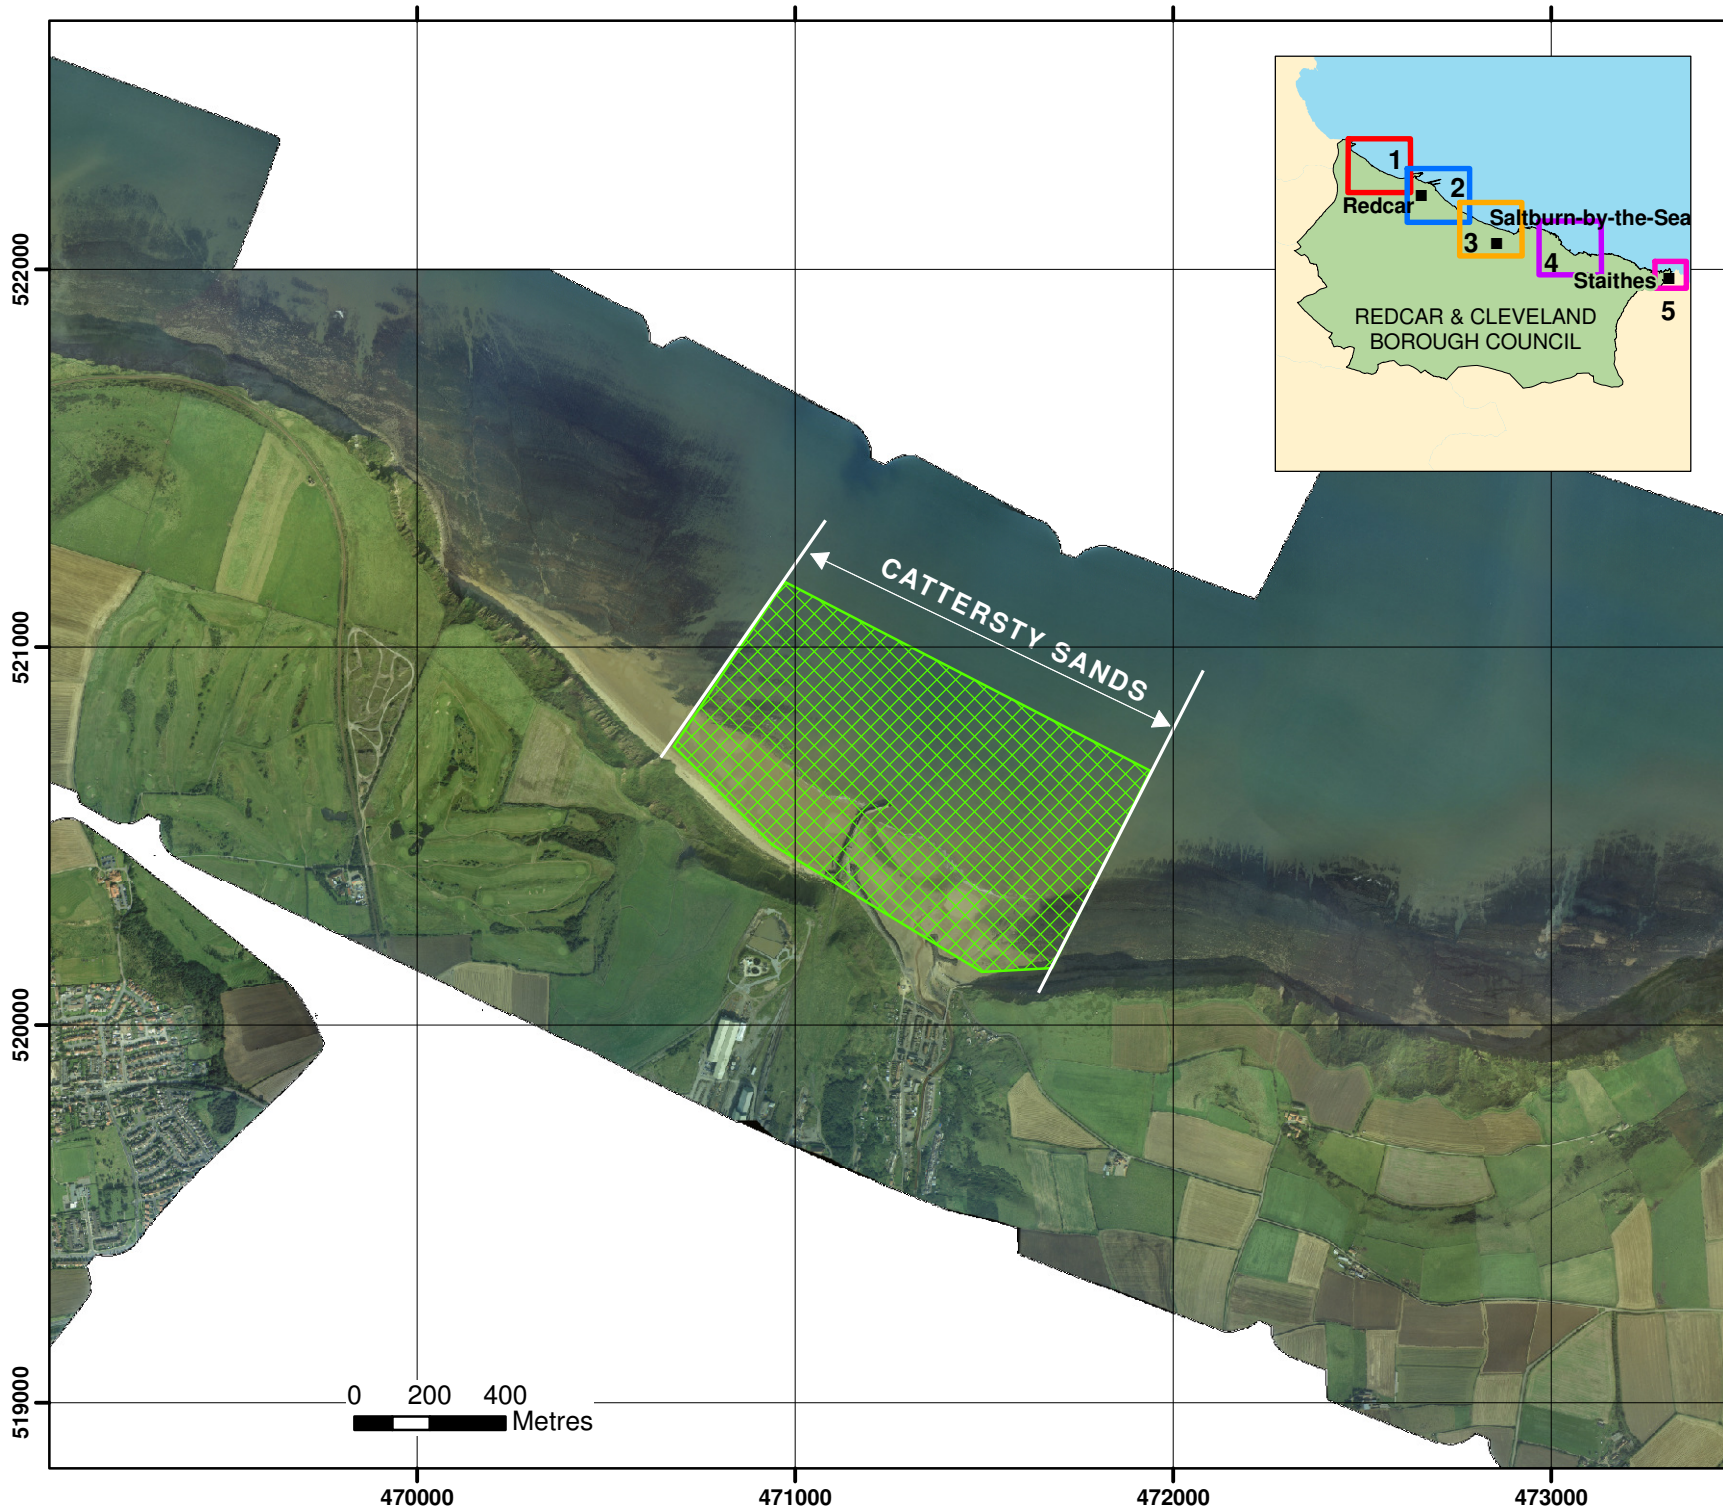 1
2
Redcar
Saltburn-by-the-Sea
3
4
Staithes
5
REDCAR & CLEVELAND
BOROUGH COUNCIL
522000
521000
520000
519000
CATTERSTY SANDS
0 200 400
Metres
470000 471000 472000 473000